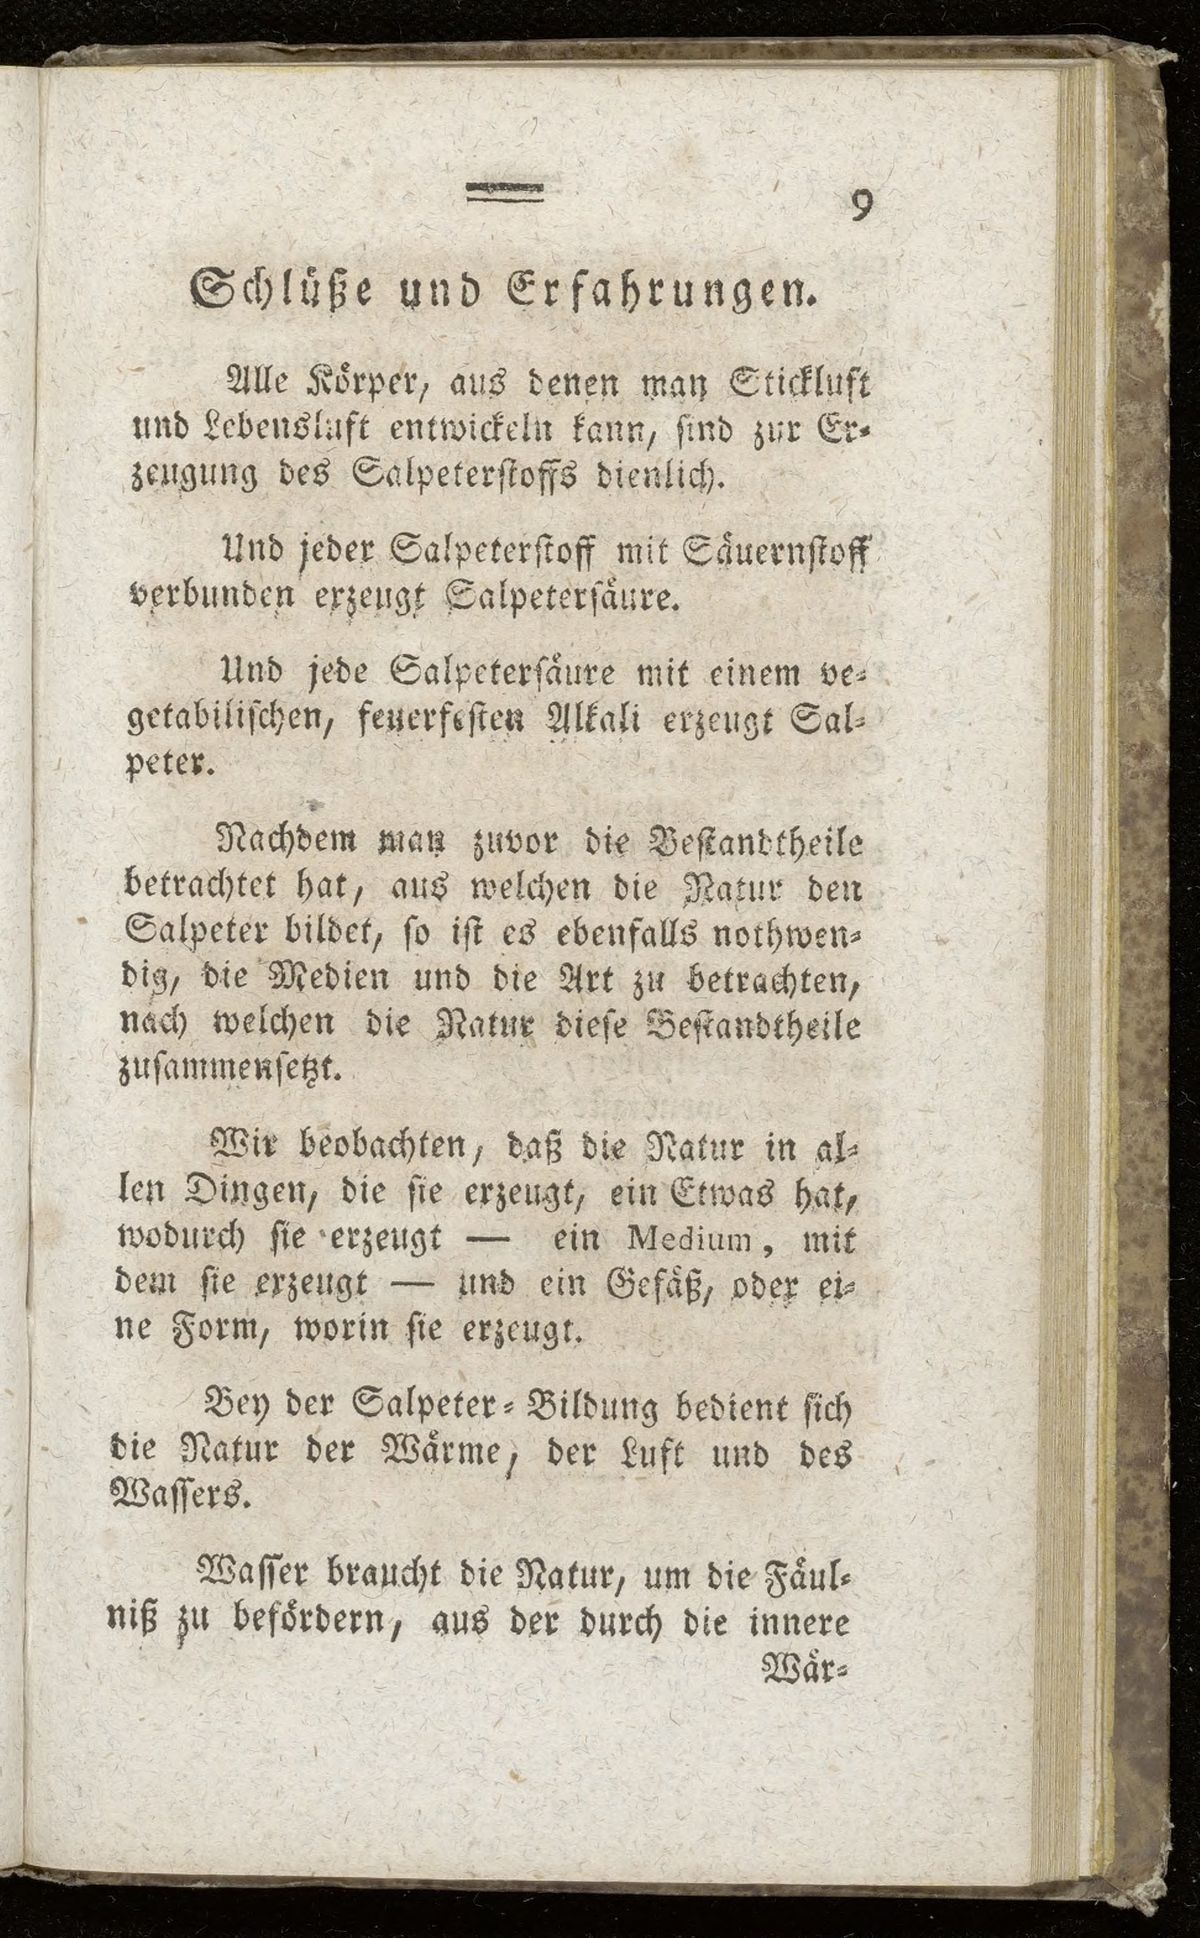 9
Schlüße und Erfahrungen.
Alle Körper, aus denen man Stickluft
und Lebensluft entwickeln kann, sind zur Er-
zeugung des Salpeterstoffs dienlich.
Und jeder Salpeterstoff mit Säuernstoff
verbunden erzeugt Salpetersäure.
Und jede Salpetersäure mit einem ve-
getabilischen, feuerfesten Alkali erzeugt Sal-
peter.
Nachdem man zuvor die Bestandtheile
betrachtet hat, aus welchen die Natur den
Salpeter bildet, so ist es ebenfalls nothwen-
dig, die Medien und die Art zu betrachten,
nach welchen die Natur diese Bestandtheile
zusammensetzt.
Wir beobachten, daß die Natur in al-
len Dingen, die sie erzeugt, ein Etwas hat,
wodurch sie erzeugt — ein Medium, mit
dem sie erzeugt — und ein Gefäß, oder ei-
ne Form, worin sie erzeugt.
Bey der Salpeter-Bildung bedient sich
die Natur der Wärme, der Luft und des
Wassers.
Wasser braucht die Natur, um die Fäul-
niß zu befördern, aus der durch die innere
Wär-